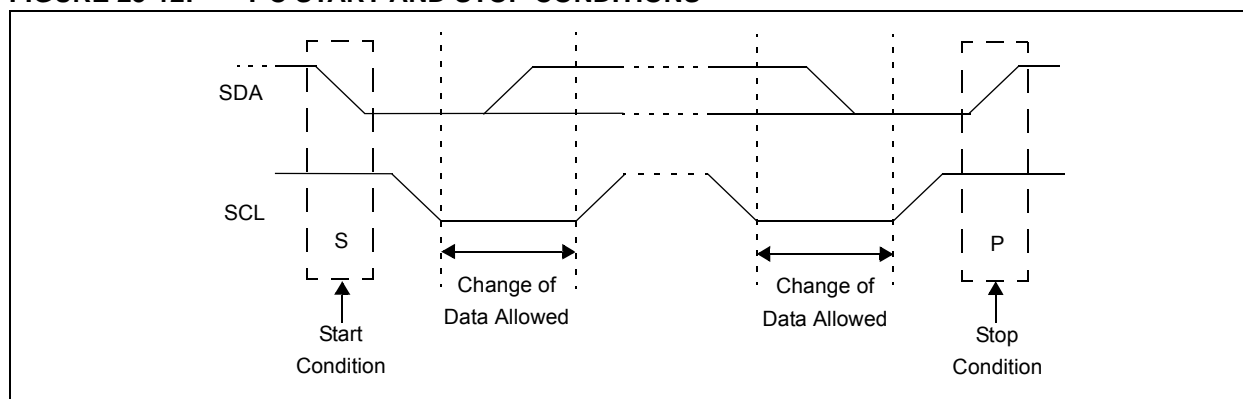 SDA
SCL
S
P
Change of
Data Allowed
Change of
Data Allowed
Start
Condition
Stop
Condition